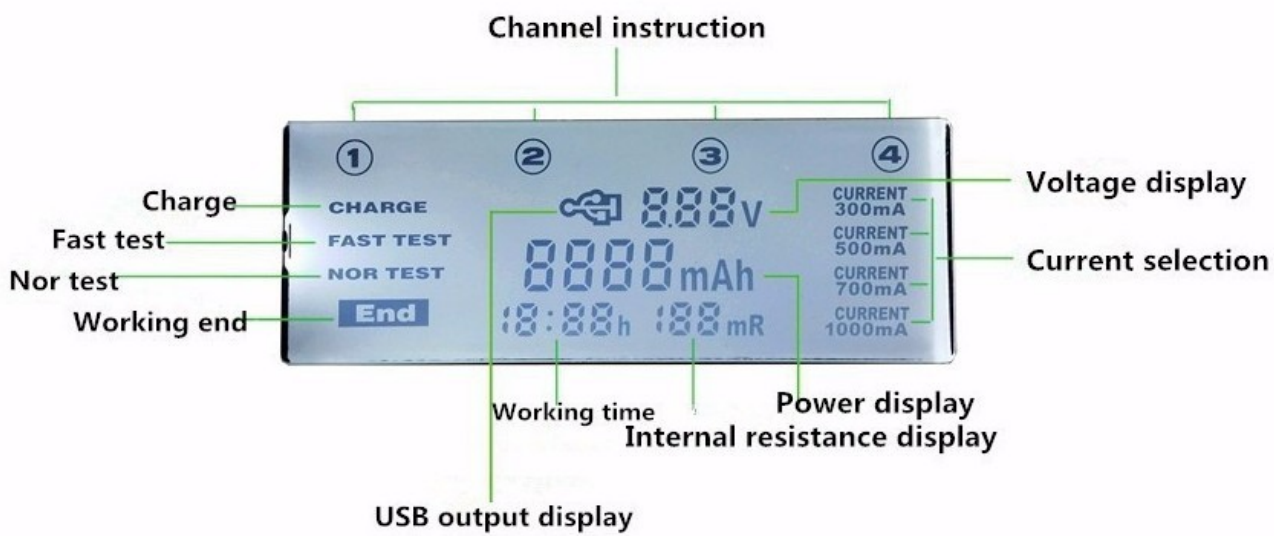 Channel instruction
① ② ③ ④
Charge
Fast test
Nor test
Working end
CHARGE
FAST TEST
NOR TEST
End
8.88V
8888mAh
18:88h 188mR
CURRENT
300mA
CURRENT
500mA
CURRENT
700mA
CURRENT
1000mA
Voltage display
Current selection
Working time
Power display
Internal resistance display
USB output display